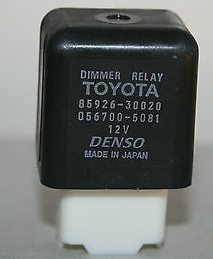 DIMMER RELAY
TOYOTA
85926-30020
056700-5081
12V
DENSO
MADE IN JAPAN